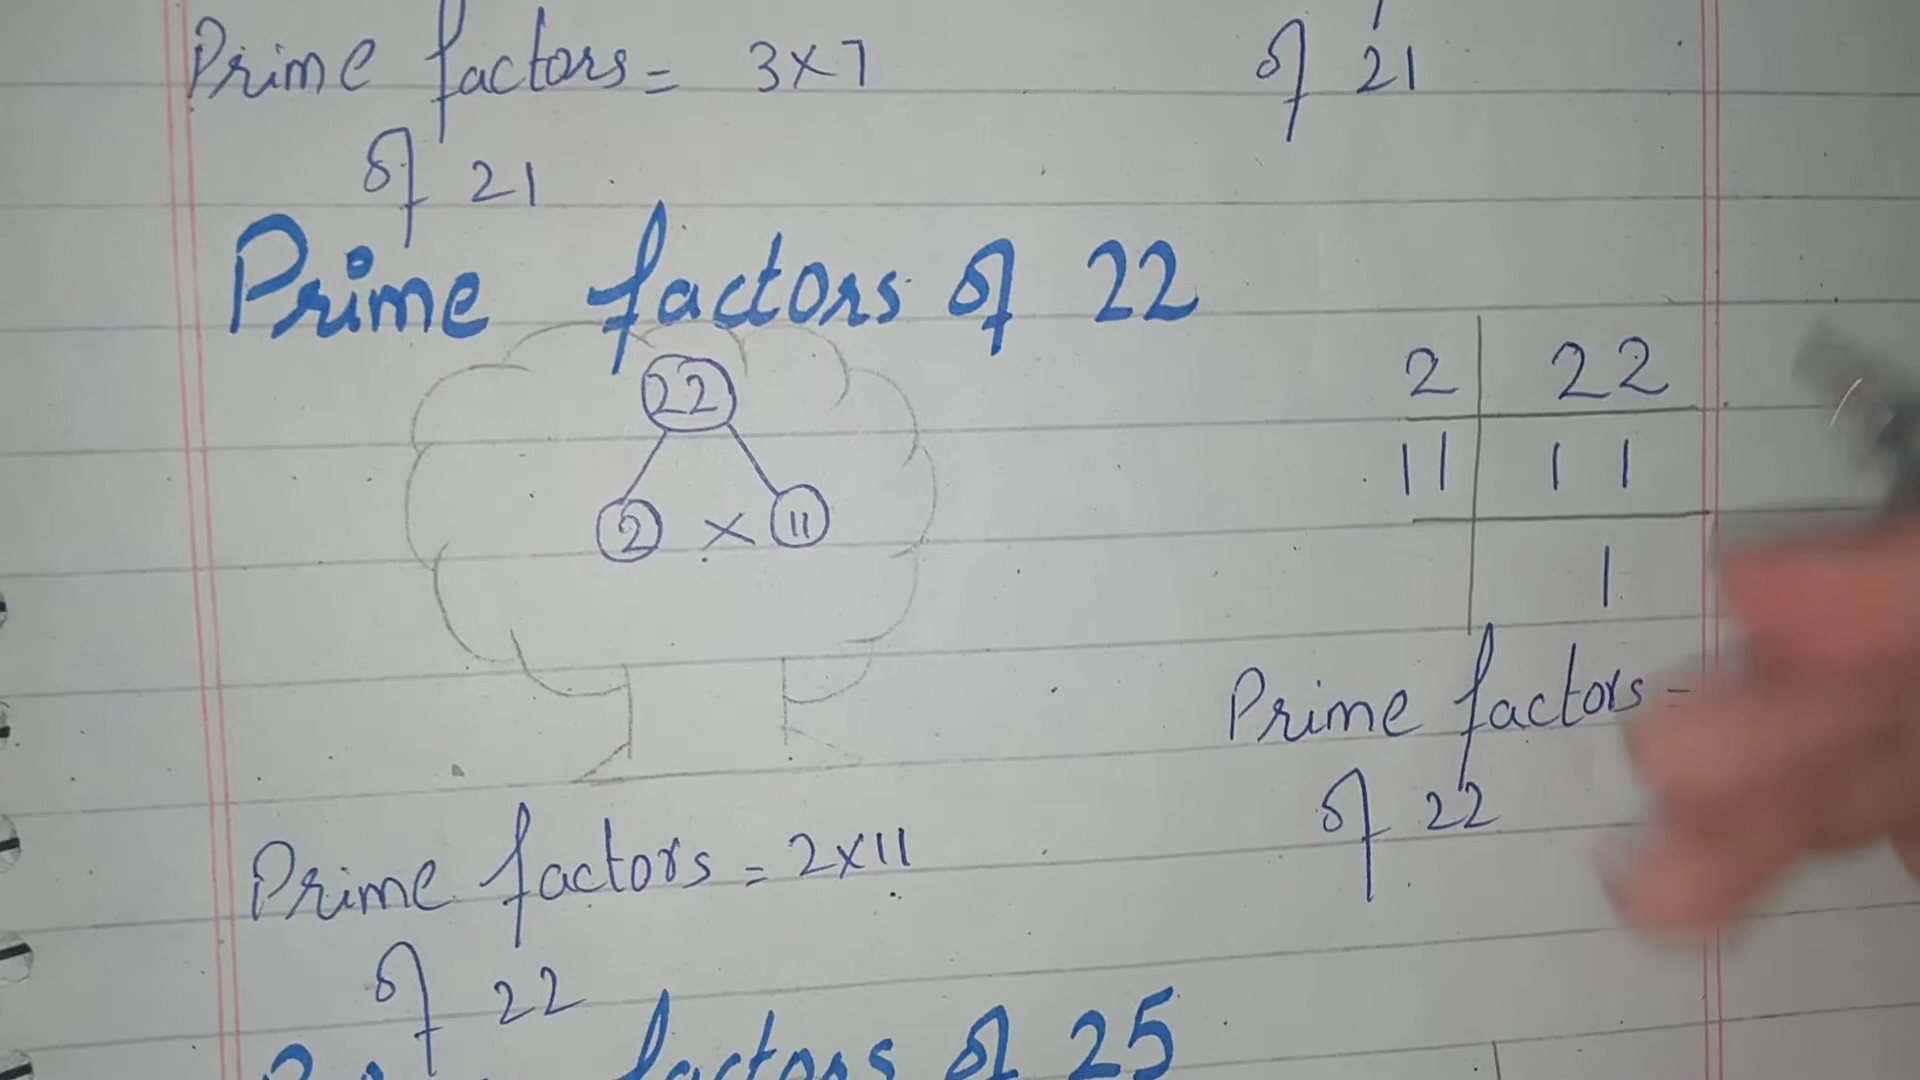 Prime factors = 3×7
of 21
of 21
Prime factors of 22
22
2 × 11
2 | 22
11 | 11
1
Prime factors =
of 22
Prime factors = 2×11
of 22
factors of 25